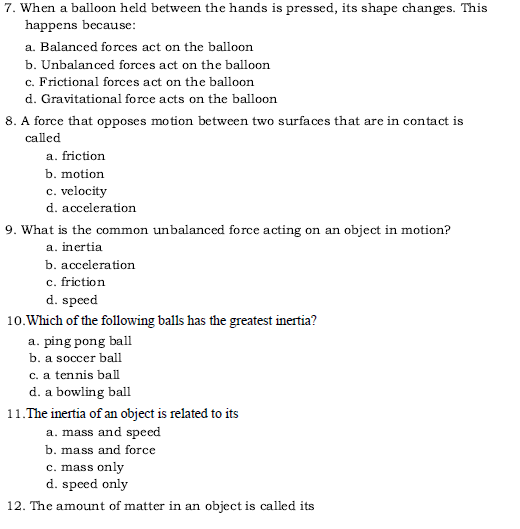 7. When a balloon held between the hands is pressed, its shape changes. This
happens because:
a. Balanced forces act on the balloon
b. Unbalanced forces act on the balloon
c. Frictional forces act on the balloon
d. Gravitational force acts on the balloon
8. A force that opposes motion between two surfaces that are in contact is
called
a. friction
b. motion
c. velocity
d. acceleration
9. What is the common unbalanced force acting on an object in motion?
a. inertia
b. acceleration
c. friction
d. speed
10.Which of the following balls has the greatest inertia?
a. ping pong ball
b. a soccer ball
c. a tennis ball
d. a bowling ball
11.The inertia of an object is related to its
a. mass and speed
b. mass and force
c. mass only
d. speed only
12. The amount of matter in an object is called its